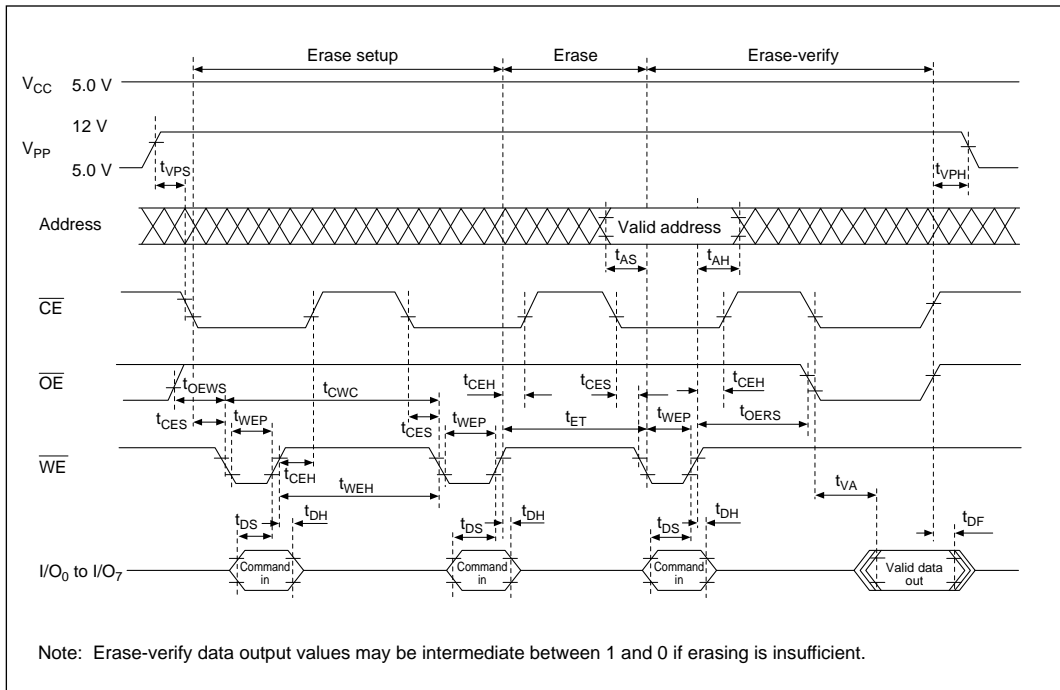 Erase setup Erase Erase-verify
VCC 5.0 V
12 V
VPP
5.0 V
tVPS tVPH
Address Valid address
tAS tAH
CE
OE
tOEWS tCWC tCEH tCES tCEH
tCES tWEP tCES tWEP tET tWEP tOERS
WE
tCEH
tWEH tVA
tDS tDH tDS tDH tDS tDH tDF
I/O0 to I/O7 Command in Command in Command in Valid data out
Note: Erase-verify data output values may be intermediate between 1 and 0 if erasing is insufficient.